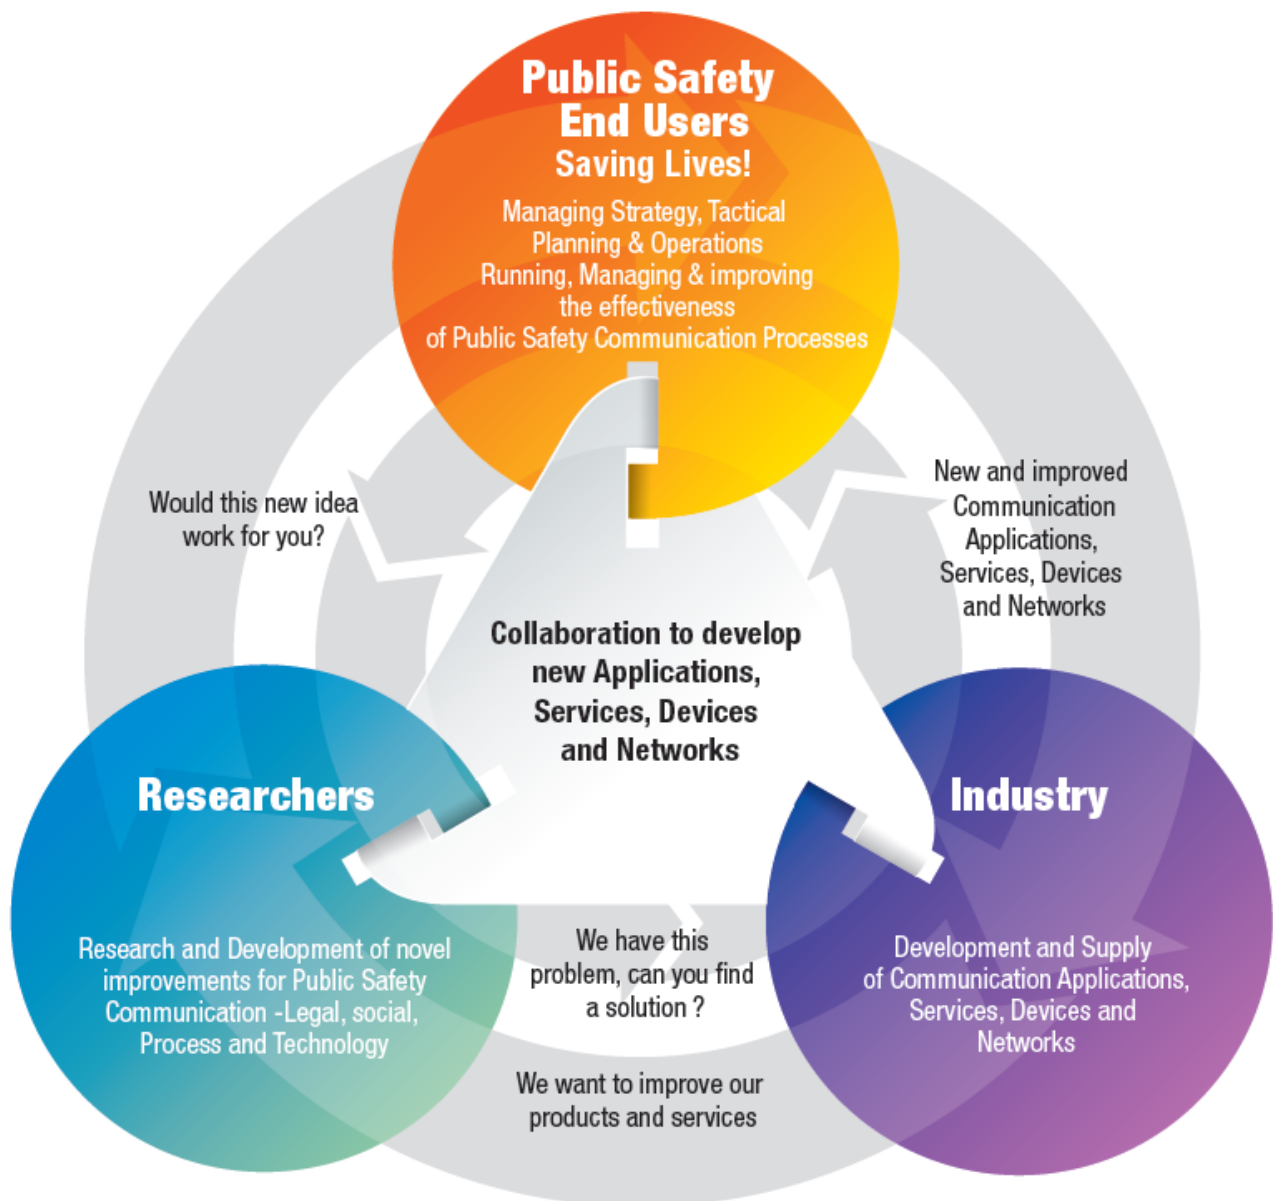 Public Safety
End Users
Saving Lives!
Managing Strategy, Tactical
Planning & Operations
Running, Managing & improving
the effectiveness
of Public Safety Communication Processes
Would this new idea
work for you?
New and improved
Communication
Applications,
Services, Devices
and Networks
Collaboration to develop
new Applications,
Services, Devices
and Networks
Researchers
Research and Development of novel
improvements for Public Safety
Communication -Legal, social,
Process and Technology
Industry
Development and Supply
of Communication Applications,
Services, Devices and
Networks
We have this
problem, can you find
a solution ?
We want to improve our
products and services